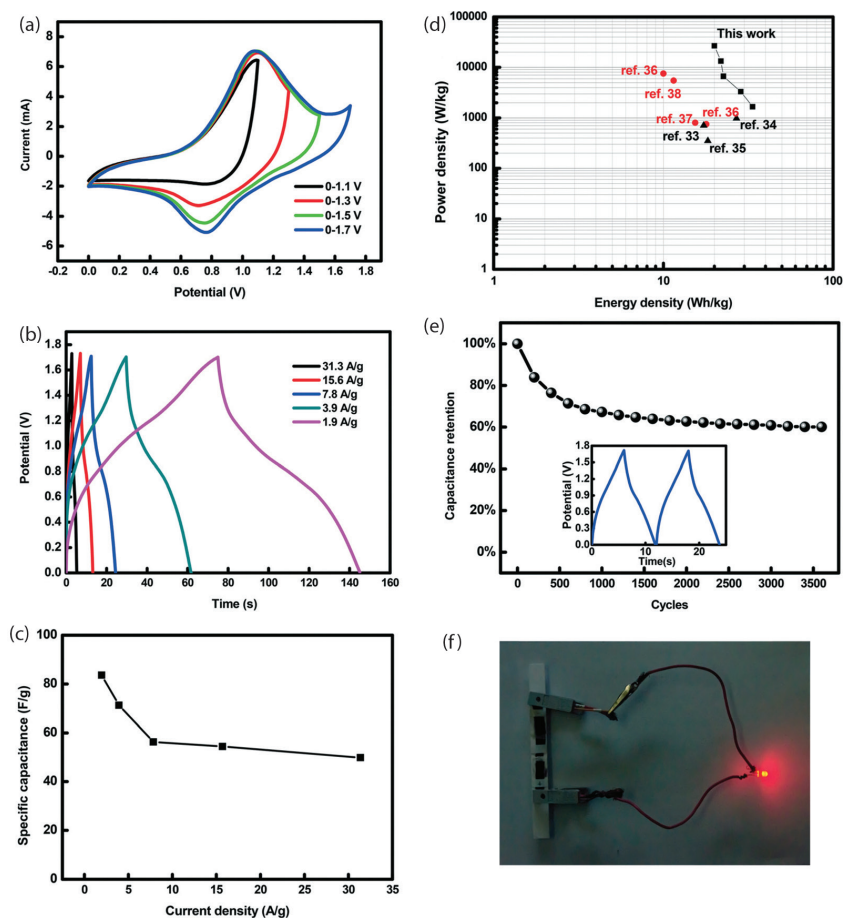 (a)
Current (mA)
8
6
4
2
0
-2
-4
-6
-0.2 0.0 0.2 0.4 0.6 0.8 1.0 1.2 1.4 1.6 1.8
Potential (V)
0-1.1 V
0-1.3 V
0-1.5 V
0-1.7 V
(d)
Power density (W/kg)
100000
10000
1000
100
10
1
1 10 100
Energy density (Wh/kg)
This work
ref. 36
ref. 38
ref. 37
ref. 36
ref. 33
ref. 34
ref. 35
(b)
Potential (V)
2.0
1.8
1.6
1.4
1.2
1.0
0.8
0.6
0.4
0.2
0.0
0 20 40 60 80 100 120 140 160
Time (s)
31.3 A/g
15.6 A/g
7.8 A/g
3.9 A/g
1.9 A/g
(e)
Capacitance retention
100%
80%
60%
40%
20%
0%
0 500 1000 1500 2000 2500 3000 3500
Cycles
Potential (V)
1.8
1.5
1.2
0.9
0.6
0.3
0.0
0 10 20
Time(s)
(c)
Specific capacitance (F/g)
100
80
60
40
20
0
0 5 10 15 20 25 30 35
Current density (A/g)
(f)